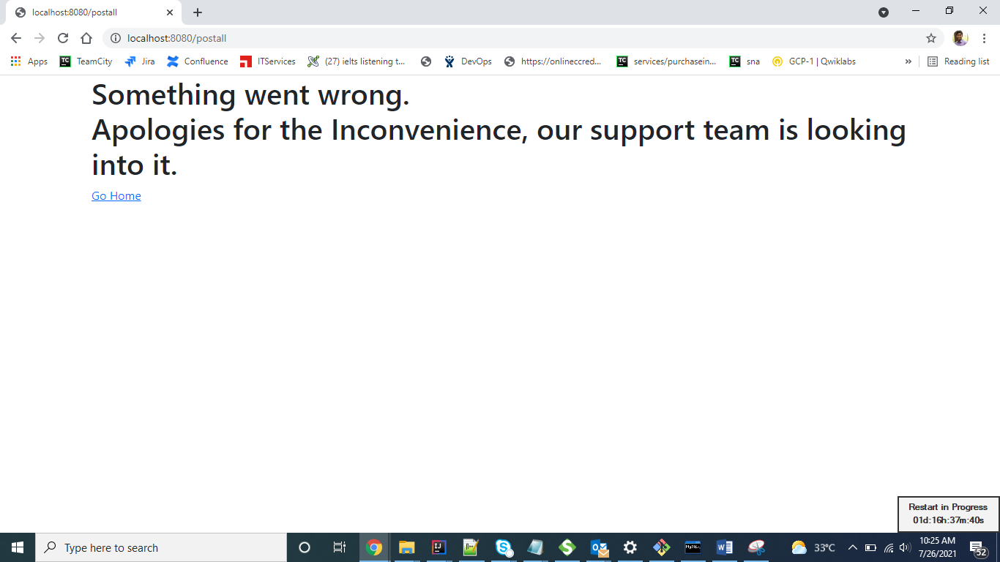 localhost:8080/postall
localhost:8080/postall
Apps
TeamCity
Jira
Confluence
ITServices
(27) ielts listening t...
DevOps
https://onlineccred...
services/purchasein...
sna
GCP-1 | Qwiklabs
»
Reading list
Something went wrong.
Apologies for the Inconvenience, our support team is looking
into it.
Go Home
Restart in Progress
01d:16h:37m:40s
Type here to search
33°C
10:25 AM
7/26/2021
52